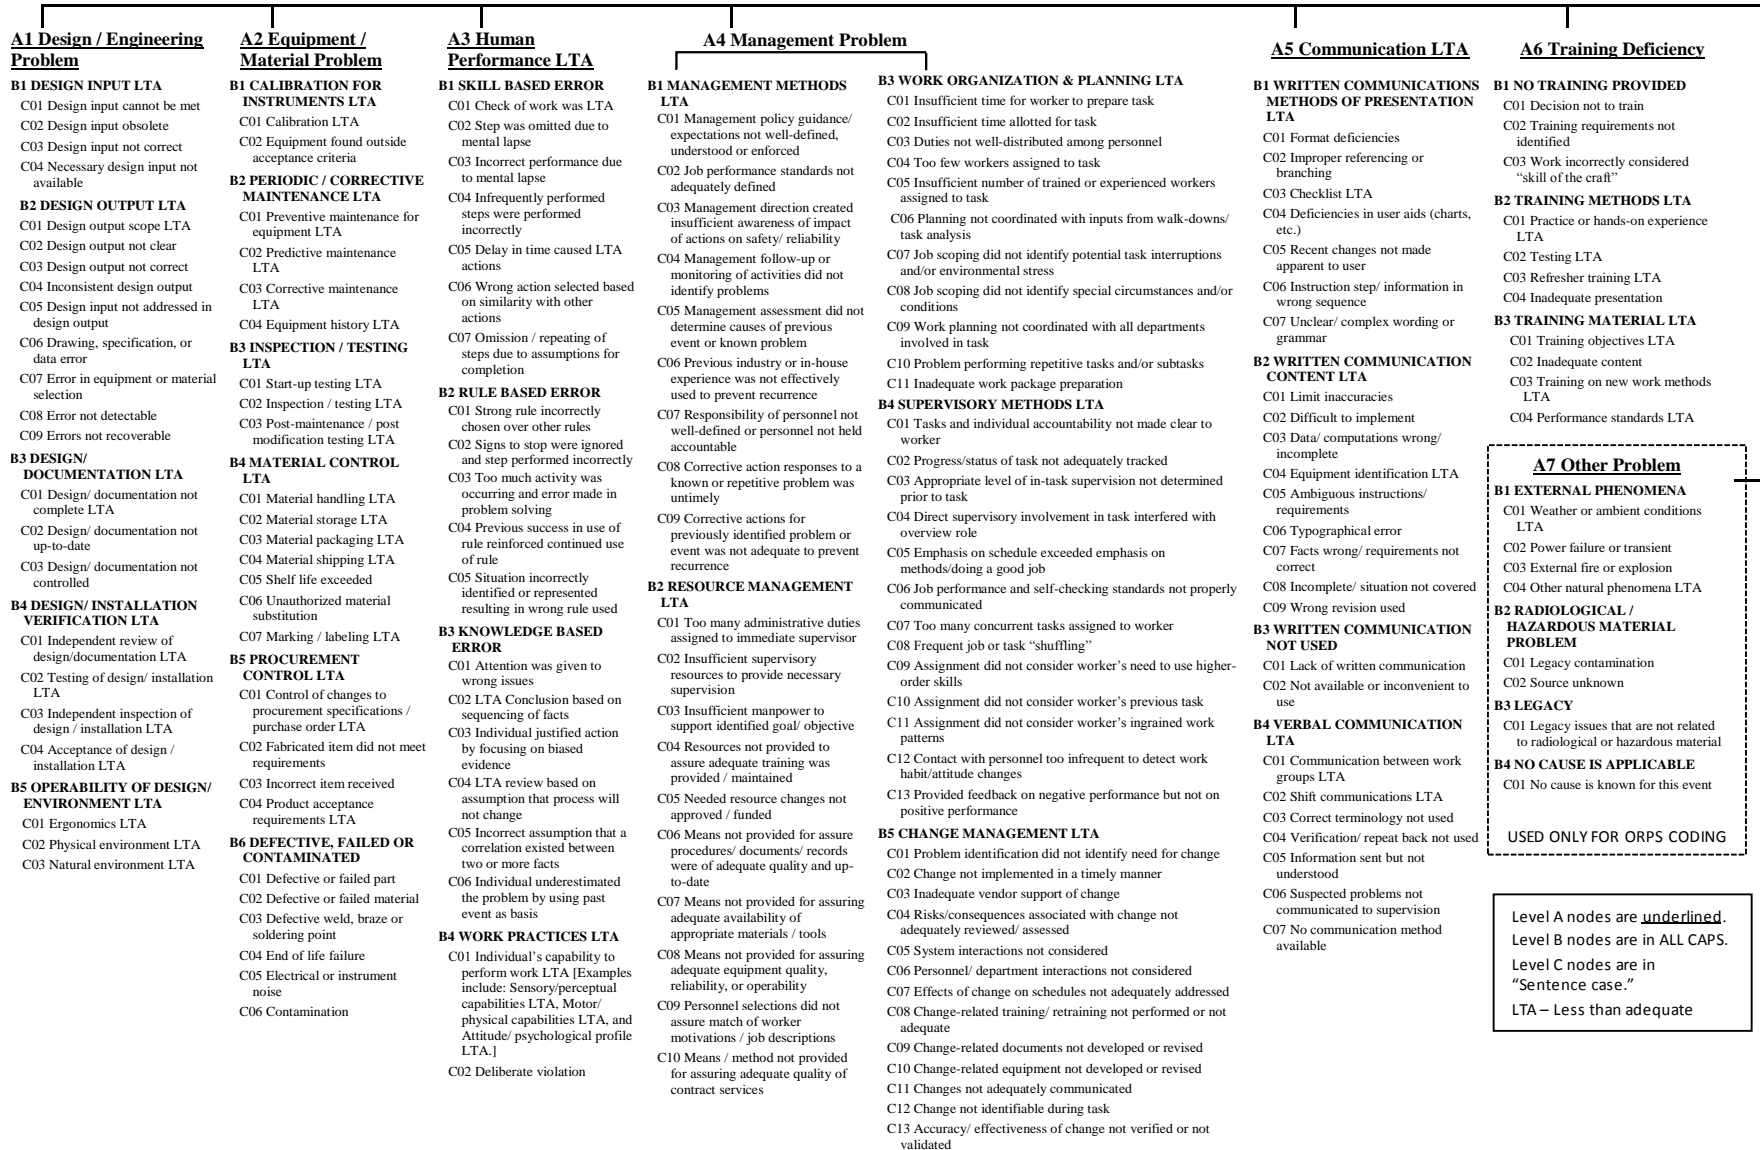 A1 Design / Engineering
Problem
B1 DESIGN INPUT LTA
C01 Design input cannot be met
C02 Design input obsolete
C03 Design input not correct
C04 Necessary design input not
available
B2 DESIGN OUTPUT LTA
C01 Design output scope LTA
C02 Design output not clear
C03 Design output not correct
C04 Inconsistent design output
C05 Design input not addressed in
design output
C06 Drawing, specification, or
data error
C07 Error in equipment or material
selection
C08 Error not detectable
C09 Errors not recoverable
B3 DESIGN/
DOCUMENTATION LTA
C01 Design/ documentation not
complete LTA
C02 Design/ documentation not
up-to-date
C03 Design/ documentation not
controlled
B4 DESIGN/ INSTALLATION
VERIFICATION LTA
C01 Independent review of
design/documentation LTA
C02 Testing of design/ installation
LTA
C03 Independent inspection of
design / installation LTA
C04 Acceptance of design /
installation LTA
B5 OPERABILITY OF DESIGN/
ENVIRONMENT LTA
C01 Ergonomics LTA
C02 Physical environment LTA
C03 Natural environment LTA
A2 Equipment /
Material Problem
B1 CALIBRATION FOR
INSTRUMENTS LTA
C01 Calibration LTA
C02 Equipment found outside
acceptance criteria
B2 PERIODIC / CORRECTIVE
MAINTENANCE LTA
C01 Preventive maintenance for
equipment LTA
C02 Predictive maintenance
LTA
C03 Corrective maintenance
LTA
C04 Equipment history LTA
B3 INSPECTION / TESTING
LTA
C01 Start-up testing LTA
C02 Inspection / testing LTA
C03 Post-maintenance / post
modification testing LTA
B4 MATERIAL CONTROL
LTA
C01 Material handling LTA
C02 Material storage LTA
C03 Material packaging LTA
C04 Material shipping LTA
C05 Shelf life exceeded
C06 Unauthorized material
substitution
C07 Marking / labeling LTA
B5 PROCUREMENT
CONTROL LTA
C01 Control of changes to
procurement specifications /
purchase order LTA
C02 Fabricated item did not meet
requirements
C03 Incorrect item received
C04 Product acceptance
requirements LTA
B6 DEFECTIVE, FAILED OR
CONTAMINATED
C01 Defective or failed part
C02 Defective or failed material
C03 Defective weld, braze or
soldering point
C04 End of life failure
C05 Electrical or instrument
noise
C06 Contamination
A3 Human
Performance LTA
B1 SKILL BASED ERROR
C01 Check of work was LTA
C02 Step was omitted due to
mental lapse
C03 Incorrect performance due
to mental lapse
C04 Infrequently performed
steps were performed
incorrectly
C05 Delay in time caused LTA
actions
C06 Wrong action selected based
on similarity with other
actions
C07 Omission / repeating of
steps due to assumptions for
completion
B2 RULE BASED ERROR
C01 Strong rule incorrectly
chosen over other rules
C02 Signs to stop were ignored
and step performed incorrectly
C03 Too much activity was
occurring and error made in
problem solving
C04 Previous success in use of
rule reinforced continued use
of rule
C05 Situation incorrectly
identified or represented
resulting in wrong rule used
B3 KNOWLEDGE BASED
ERROR
C01 Attention was given to
wrong issues
C02 LTA Conclusion based on
sequencing of facts
C03 Individual justified action
by focusing on biased
evidence
C04 LTA review based on
assumption that process will
not change
C05 Incorrect assumption that a
correlation existed between
two or more facts
C06 Individual underestimated
the problem by using past
event as basis
B4 WORK PRACTICES LTA
C01 Individual's capability to
perform work LTA [Examples
include: Sensory/perceptual
capabilities LTA, Motor/
physical capabilities LTA, and
Attitude/ psychological profile
LTA.]
C02 Deliberate violation
A4 Management Problem
B1 MANAGEMENT METHODS
LTA
C01 Management policy guidance/
expectations not well-defined,
understood or enforced
C02 Job performance standards not
adequately defined
C03 Management direction created
insufficient awareness of impact
of actions on safety/ reliability
C04 Management follow-up or
monitoring of activities did not
identify problems
C05 Management assessment did not
determine causes of previous
event or known problem
C06 Previous industry or in-house
experience was not effectively
used to prevent recurrence
C07 Responsibility of personnel not
well-defined or personnel not held
accountable
C08 Corrective action responses to a
known or repetitive problem was
untimely
C09 Corrective actions for
previously identified problem or
event was not adequate to prevent
recurrence
B2 RESOURCE MANAGEMENT
LTA
C01 Too many administrative duties
assigned to immediate supervisor
C02 Insufficient supervisory
resources to provide necessary
supervision
C03 Insufficient manpower to
support identified goal/ objective
C04 Resources not provided to
assure adequate training was
provided / maintained
C05 Needed resource changes not
approved / funded
C06 Means not provided for assure
procedures/ documents/ records
were of adequate quality and up-
to-date
C07 Means not provided for assuring
adequate availability of
appropriate materials / tools
C08 Means not provided for assuring
adequate equipment quality,
reliability, or operability
C09 Personnel selections did not
assure match of worker
motivations / job descriptions
C10 Means / method not provided
for assuring adequate quality of
contract services
B3 WORK ORGANIZATION & PLANNING LTA
C01 Insufficient time for worker to prepare task
C02 Insufficient time allotted for task
C03 Duties not well-distributed among personnel
C04 Too few workers assigned to task
C05 Insufficient number of trained or experienced workers
assigned to task
C06 Planning not coordinated with inputs from walk-downs/
task analysis
C07 Job scoping did not identify potential task interruptions
and/or environmental stress
C08 Job scoping did not identify special circumstances and/or
conditions
C09 Work planning not coordinated with all departments
involved in task
C10 Problem performing repetitive tasks and/or subtasks
C11 Inadequate work package preparation
B4 SUPERVISORY METHODS LTA
C01 Tasks and individual accountability not made clear to
worker
C02 Progress/status of task not adequately tracked
C03 Appropriate level of in-task supervision not determined
prior to task
C04 Direct supervisory involvement in task interfered with
overview role
C05 Emphasis on schedule exceeded emphasis on
methods/doing a good job
C06 Job performance and self-checking standards not properly
communicated
C07 Too many concurrent tasks assigned to worker
C08 Frequent job or task “shuffling”
C09 Assignment did not consider worker's need to use higher-
order skills
C10 Assignment did not consider worker's previous task
C11 Assignment did not consider worker's ingrained work
patterns
C12 Contact with personnel too infrequent to detect work
habit/attitude changes
C13 Provided feedback on negative performance but not on
positive performance
B5 CHANGE MANAGEMENT LTA
C01 Problem identification did not identify need for change
C02 Change not implemented in a timely manner
C03 Inadequate vendor support of change
C04 Risks/consequences associated with change not
adequately reviewed/ assessed
C05 System interactions not considered
C06 Personnel/ department interactions not considered
C07 Effects of change on schedules not adequately addressed
C08 Change-related training/ retraining not performed or not
adequate
C09 Change-related documents not developed or revised
C10 Change-related equipment not developed or revised
C11 Changes not adequately communicated
C12 Change not identifiable during task
C13 Accuracy/ effectiveness of change not verified or not
validated
A5 Communication LTA
B1 WRITTEN COMMUNICATIONS
METHODS OF PRESENTATION
LTA
C01 Format deficiencies
C02 Improper referencing or
branching
C03 Checklist LTA
C04 Deficiencies in user aids (charts,
etc.)
C05 Recent changes not made
apparent to user
C06 Instruction step/ information in
wrong sequence
C07 Unclear/ complex wording or
grammar
B2 WRITTEN COMMUNICATION
CONTENT LTA
C01 Limit inaccuracies
C02 Difficult to implement
C03 Data/ computations wrong/
incomplete
C04 Equipment identification LTA
C05 Ambiguous instructions/
requirements
C06 Typographical error
C07 Facts wrong/ requirements not
correct
C08 Incomplete/ situation not covered
C09 Wrong revision used
B3 WRITTEN COMMUNICATION
NOT USED
C01 Lack of written communication
C02 Not available or inconvenient to
use
B4 VERBAL COMMUNICATION
LTA
C01 Communication between work
groups LTA
C02 Shift communications LTA
C03 Correct terminology not used
C04 Verification/ repeat back not used
C05 Information sent but not
understood
C06 Suspected problems not
communicated to supervision
C07 No communication method
available
A6 Training Deficiency
B1 NO TRAINING PROVIDED
C01 Decision not to train
C02 Training requirements not
identified
C03 Work incorrectly considered
“skill of the craft”
B2 TRAINING METHODS LTA
C01 Practice or hands-on experience
LTA
C02 Testing LTA
C03 Refresher training LTA
C04 Inadequate presentation
B3 TRAINING MATERIAL LTA
C01 Training objectives LTA
C02 Inadequate content
C03 Training on new work methods
LTA
C04 Performance standards LTA
A7 Other Problem
B1 EXTERNAL PHENOMENA
C01 Weather or ambient conditions
LTA
C02 Power failure or transient
C03 External fire or explosion
C04 Other natural phenomena LTA
B2 RADIOLOGICAL /
HAZARDOUS MATERIAL
PROBLEM
C01 Legacy contamination
C02 Source unknown
B3 LEGACY
C01 Legacy issues that are not related
to radiological or hazardous material
B4 NO CAUSE IS APPLICABLE
C01 No cause is known for this event
USED ONLY FOR ORPS CODING
Level A nodes are underlined.
Level B nodes are in ALL CAPS.
Level C nodes are in
“Sentence case.”
LTA – Less than adequate